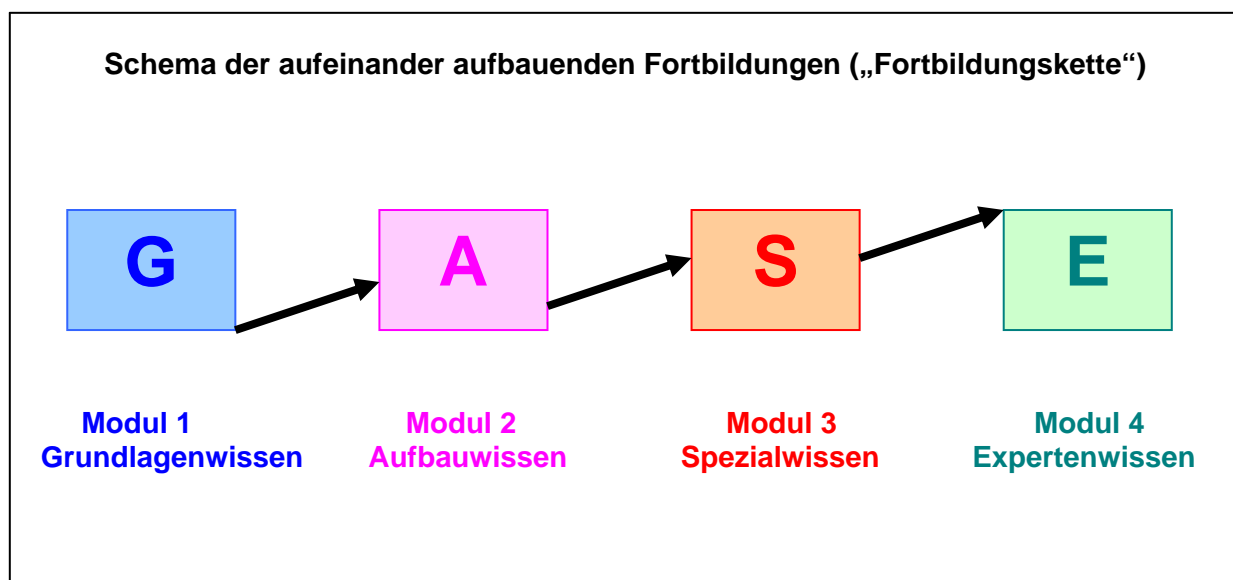 Schema der aufeinander aufbauenden Fortbildungen („Fortbildungskette“)
G
A
S
E
Modul 1
Grundlagenwissen
Modul 2
Aufbauwissen
Modul 3
Spezialwissen
Modul 4
Expertenwissen